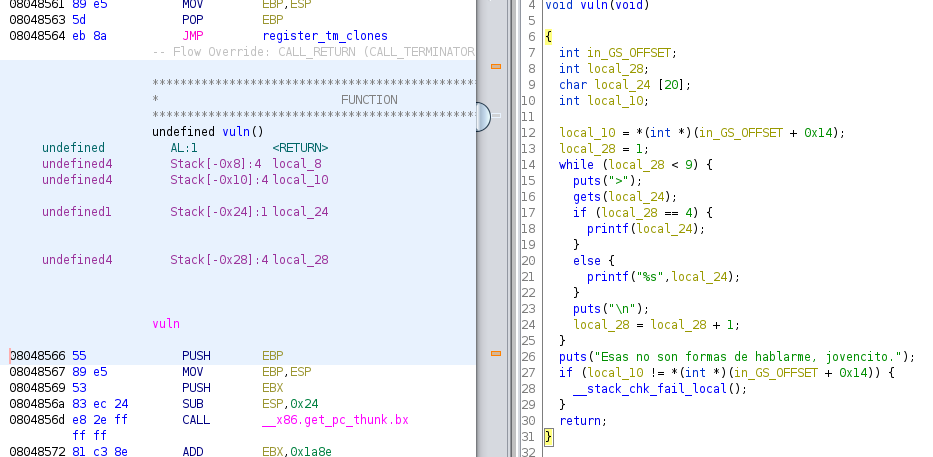 08048561 89 e5 MOV EBP,ESP
08048563 5d POP EBP
08048564 eb 8a JMP register_tm_clones
-- Flow Override: CALL_RETURN (CALL_TERMINATOR
**************************************************
* FUNCTION
**************************************************
undefined vuln()
undefined AL:1 <RETURN>
undefined4 Stack[-0x8]:4 local_8
undefined4 Stack[-0x10]:4 local_10
undefined1 Stack[-0x24]:1 local_24
undefined4 Stack[-0x28]:4 local_28
vuln
08048566 55 PUSH EBP
08048567 89 e5 MOV EBP,ESP
08048569 53 PUSH EBX
0804856a 83 ec 24 SUB ESP,0x24
0804856d e8 2e ff CALL __x86.get_pc_thunk.bx
ff ff
08048572 81 c3 8e ADD EBX,0x1a8e
4 void vuln(void)
5
6 {
7 int in_GS_OFFSET;
8 int local_28;
9 char local_24 [20];
10 int local_10;
11
12 local_10 = *(int *)(in_GS_OFFSET + 0x14);
13 local_28 = 1;
14 while (local_28 < 9) {
15 puts(">");
16 gets(local_24);
17 if (local_28 == 4) {
18 printf(local_24);
19 }
20 else {
21 printf("%s",local_24);
22 }
23 puts("\n");
24 local_28 = local_28 + 1;
25 }
26 puts("Esas no son formas de hablarme, jovencito.");
27 if (local_10 != *(int *)(in_GS_OFFSET + 0x14)) {
28 __stack_chk_fail_local();
29 }
30 return;
31 }
32